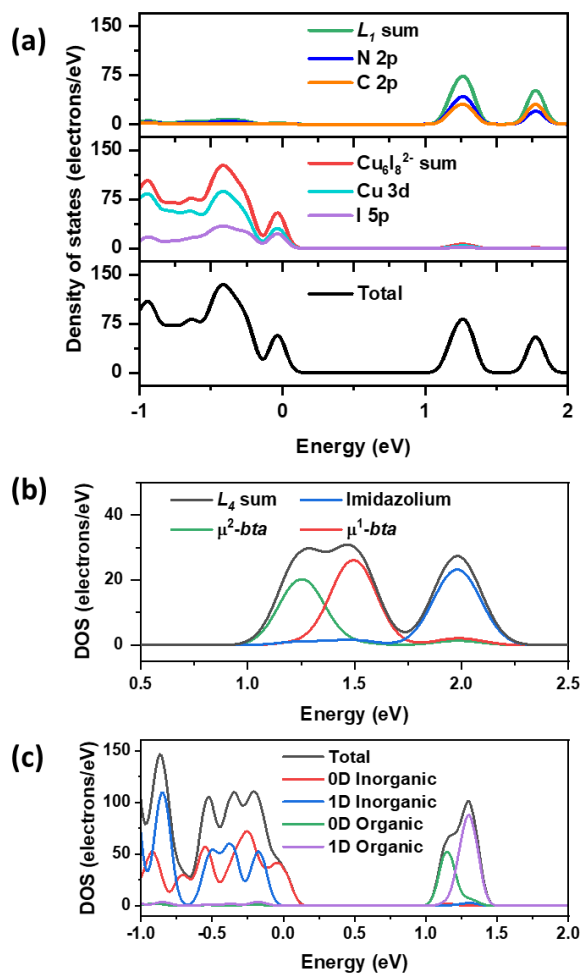 (a)
150
75
0
L₁ sum
N 2p
C 2p
150
75
0
Cu₆I₈²⁻ sum
Cu 3d
I 5p
150
75
0
Total
Density of states (electrons/eV)
-1 0 1 2
Energy (eV)
(b)
40
20
0
L₄ sum Imidazolium
μ²-bta μ¹-bta
DOS (electrons/eV)
0.5 1.0 1.5 2.0 2.5
Energy (eV)
(c)
150
100
50
0
Total
0D Inorganic
1D Inorganic
0D Organic
1D Organic
DOS (electrons/eV)
-1.0 -0.5 0.0 0.5 1.0 1.5 2.0
Energy (eV)